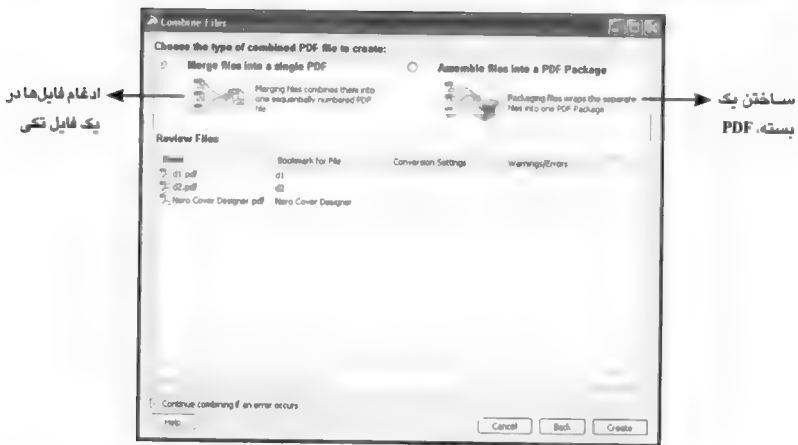 Combine Files
Choose the type of combined PDF file to create:
Merge files into a single PDF
Merging files combines them into
one sequentially numbered PDF
file
Assemble files into a PDF Package
Packaging files wraps the separate
files into one PDF Package
ادغام فایل‌ها در
یک فایل تکی
ساختن یک
بسته، PDF
Review Files
Name Bookmark for File Conversion Settings Warnings/Errors
d1.pdf d1
d2.pdf d2
Nero Cover Designer.pdf Nero Cover Designer
Continue combining if an error occurs
Help Cancel Back Create